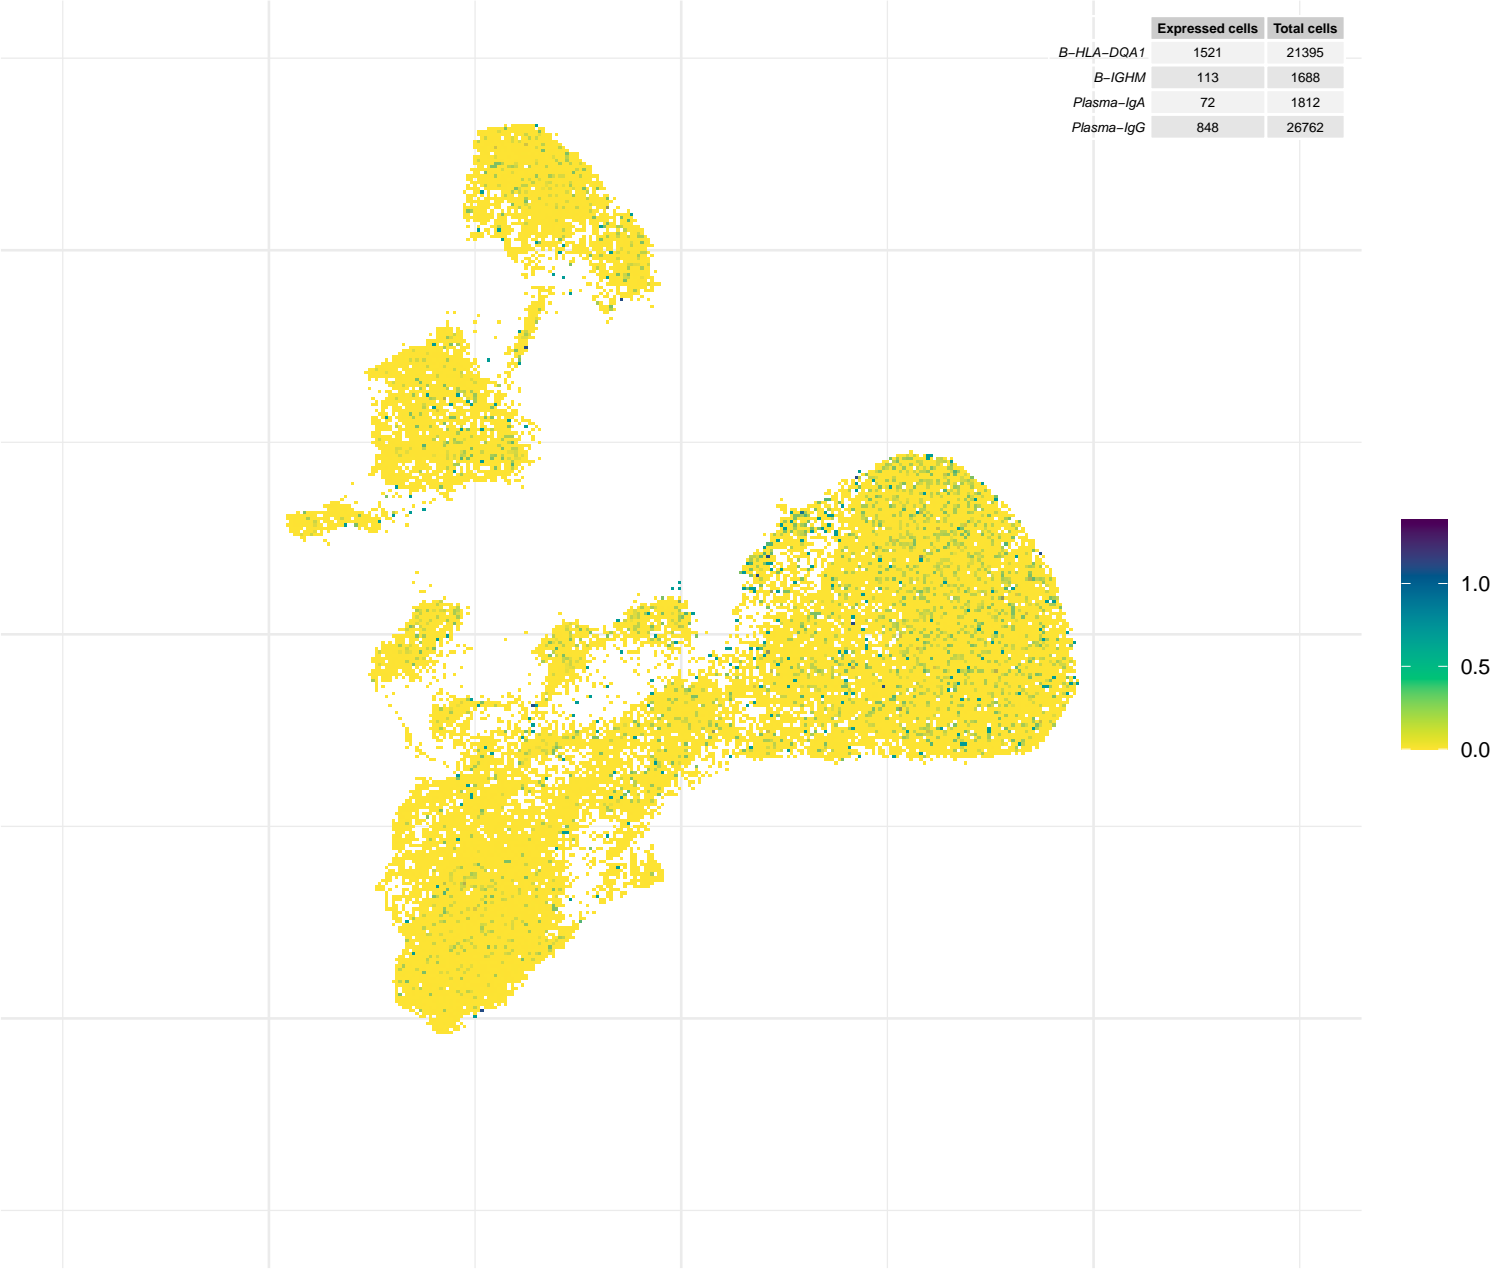 Expressed cells Total cells
B−HLA−DQA1 1521 21395
B−IGHM 113 1688
Plasma−IgA 72 1812
Plasma−IgG 848 26762
1.0
0.5
0.0